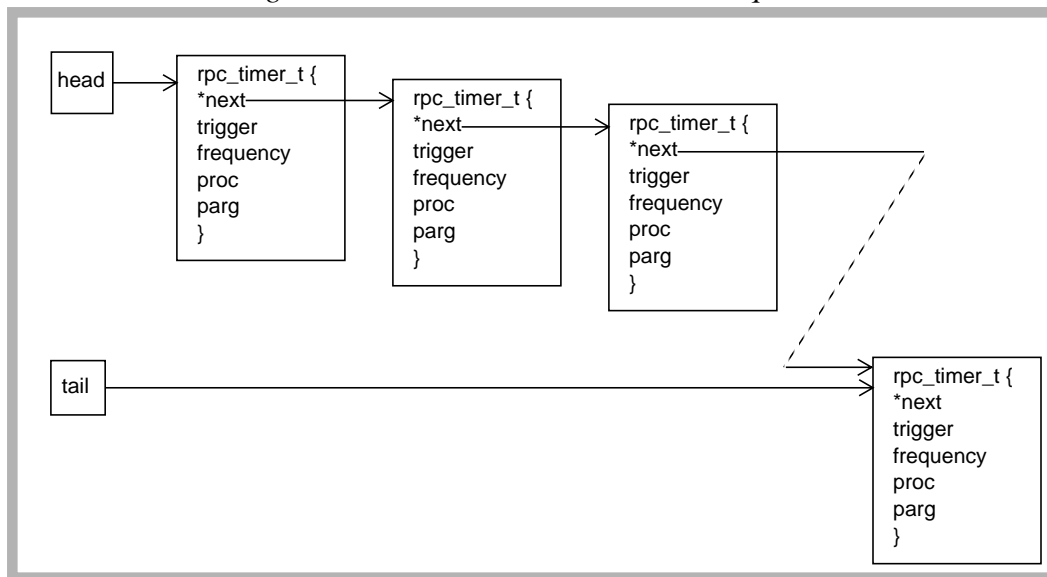 head
rpc_timer_t {
*next
trigger
frequency
proc
parg
}
rpc_timer_t {
*next
trigger
frequency
proc
parg
}
rpc_timer_t {
*next
trigger
frequency
proc
parg
}
tail
rpc_timer_t {
*next
trigger
frequency
proc
parg
}